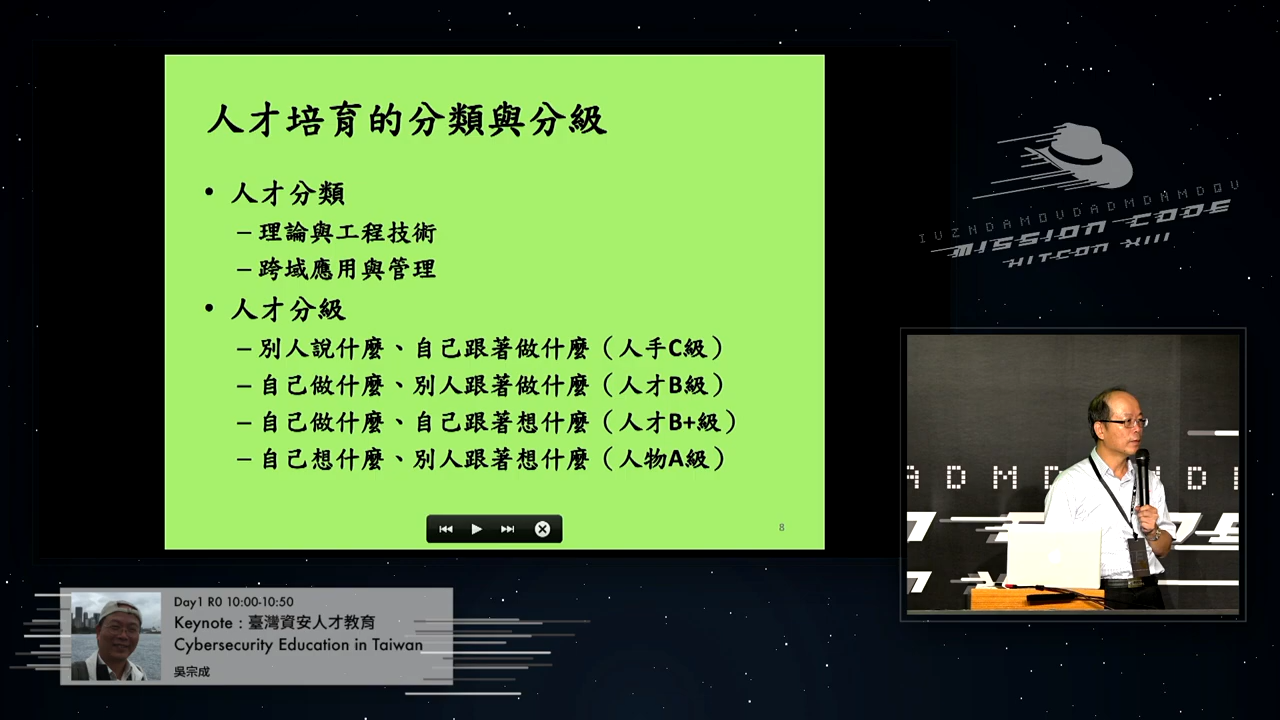 人才培育的分類與分級
• 人才分類
– 理論與工程技術
– 跨域應用與管理
• 人才分級
– 別人說什麼、自己跟著做什麼（人手C級）
– 自己做什麼、別人跟著做什麼（人才B級）
– 自己做什麼、自己跟著想什麼（人才B+級）
– 自己想什麼、別人跟著想什麼（人物A級）
8
IUZNDAMOUDADMDNMDQU
MISSION CODE
HITCON XIII
ADMD
ND
Day1 R0 10:00-10:50
Keynote：臺灣資安人才教育
Cybersecurity Education in Taiwan
吳宗成